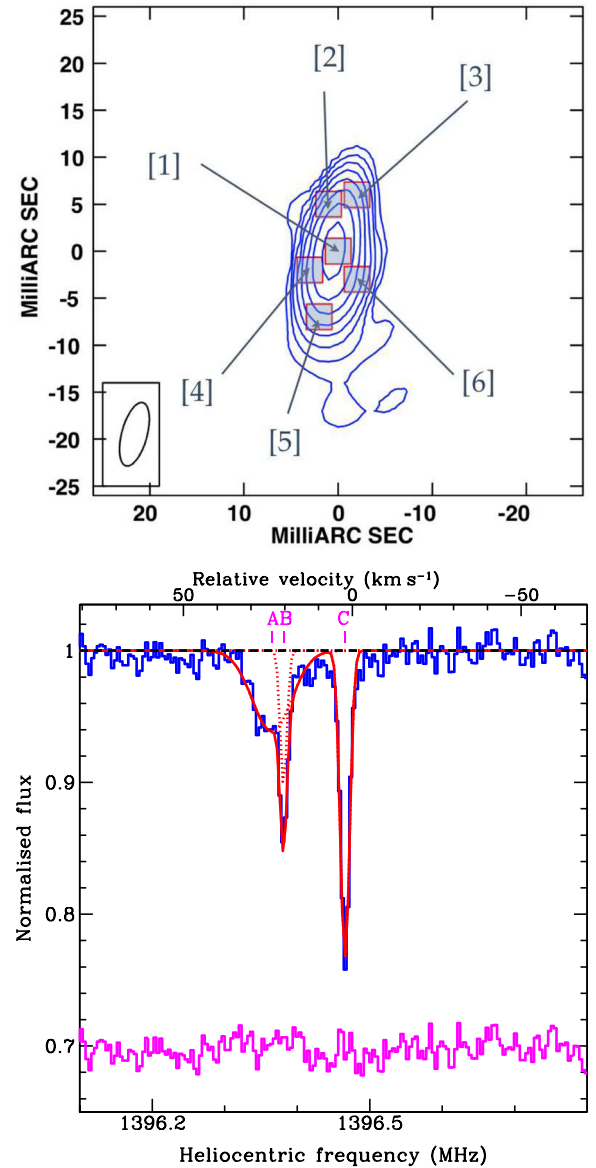 25
20
15
10
5
0
-5
-10
-15
-20
-25
MilliARC SEC
[1]
[2]
[3]
[4]
[5]
[6]
20 10 0 -10 -20
MilliARC SEC
Relative velocity (km s⁻¹)
50 0 −50
A B C
1
0.9
0.8
0.7
Normalised flux
1396.2 1396.5
Heliocentric frequency (MHz)